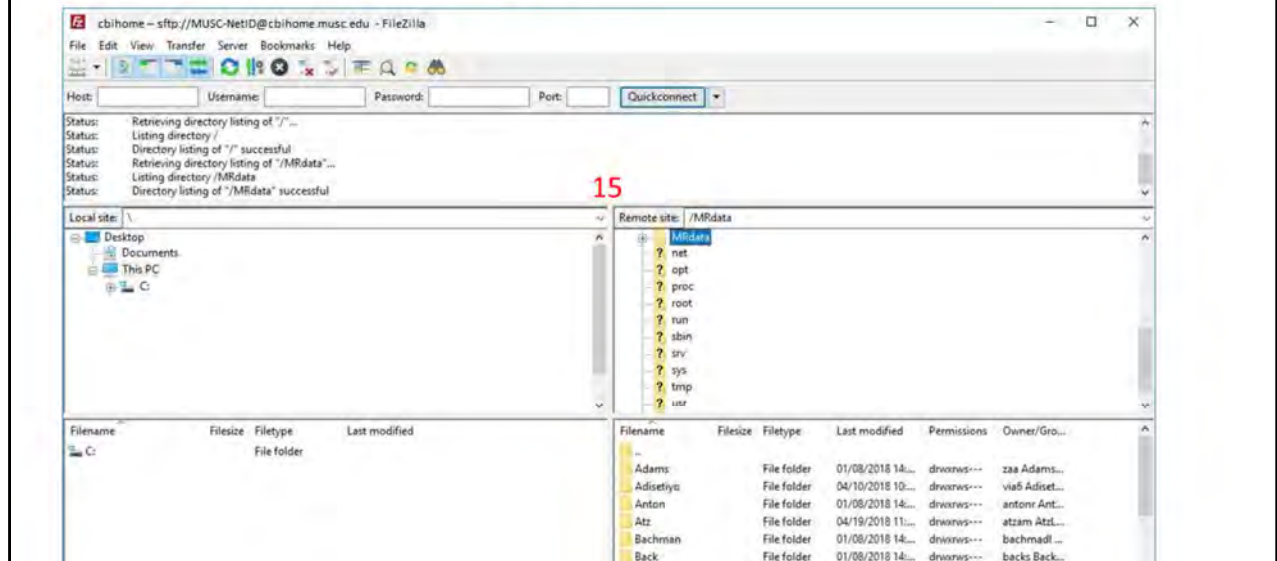 cbihome - sftp://MUSC-NetID@cbihome.musc.edu - FileZilla
File Edit View Transfer Server Bookmarks Help
Host: Username: Password: Port: Quickconnect
Status: Retrieving directory listing of "/"...
Status: Listing directory /
Status: Directory listing of "/" successful
Status: Retrieving directory listing of "/MRdata"...
Status: Listing directory /MRdata
Status: Directory listing of "/MRdata" successful
15
Local site: \
Desktop
Documents
This PC
C:
Remote site: /MRdata
MRdata
? net
? opt
? proc
? root
? run
? sbin
? srv
? sys
? tmp
? usr
Filename Filesize Filetype Last modified
C: File folder
Filename Filesize Filetype Last modified Permissions Owner/Gro...
..
Adams File folder 01/08/2018 14:... drwxrws--- zaa Adams...
Adisetiyo File folder 04/10/2018 10:... drwxrws--- via6 Adiset...
Anton File folder 01/08/2018 14:... drwxrws--- antonr Ant...
Atz File folder 04/19/2018 11:... drwxrws--- atzam AtzL...
Bachman File folder 01/08/2018 14:... drwxrws--- bachmadl ...
Back File folder 01/08/2018 14:... drwxrws--- backs Back...